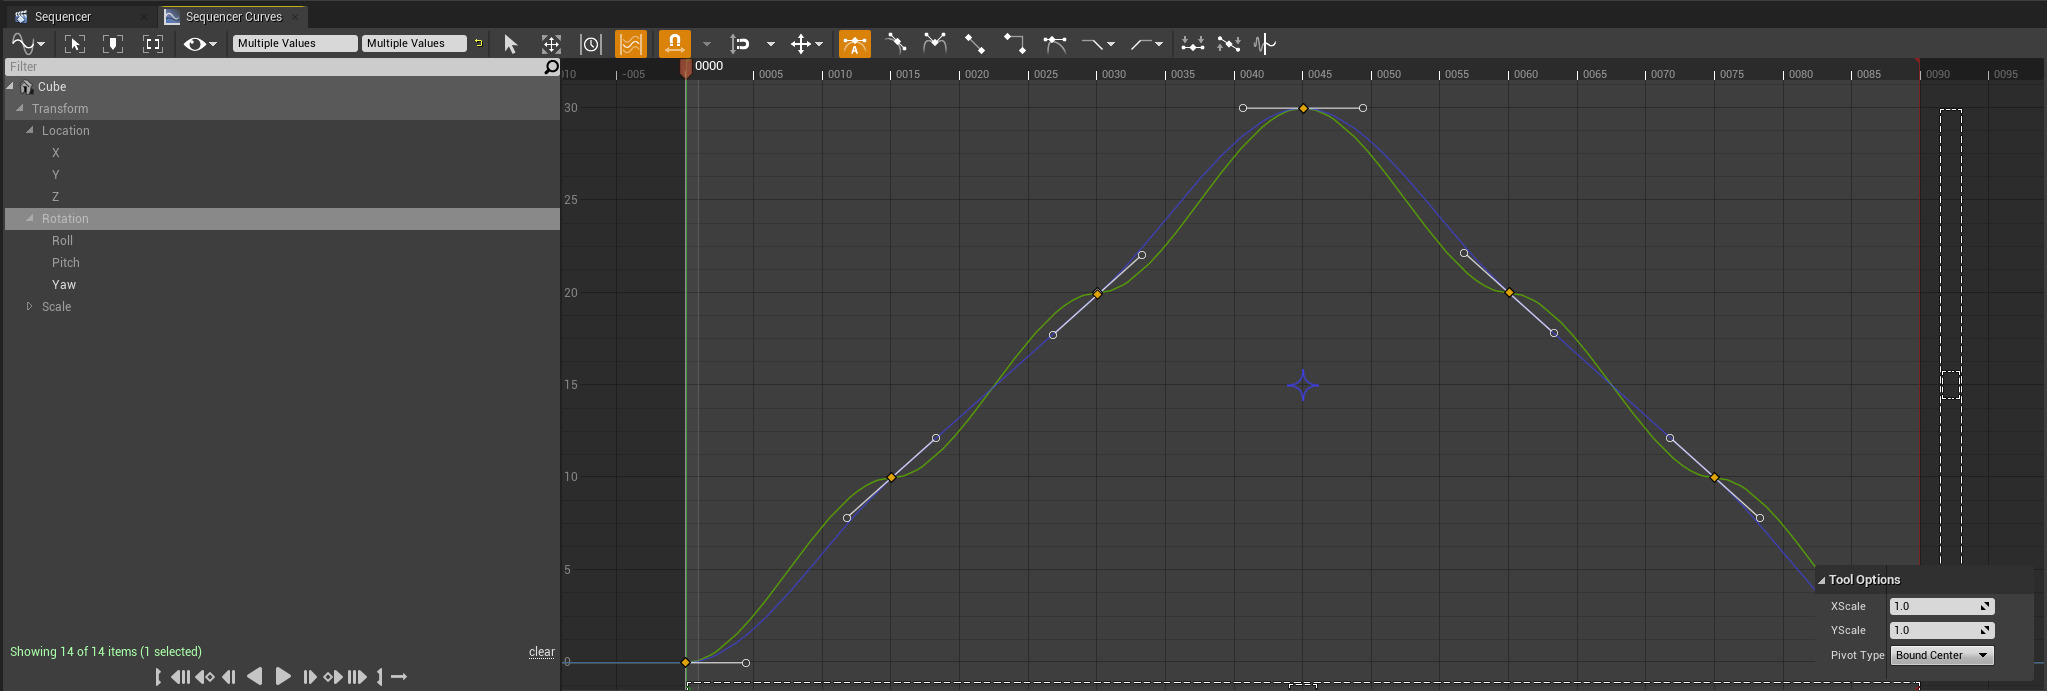 Sequencer
Sequencer Curves
Multiple Values
Multiple Values
Filter
Cube
Transform
Location
X
Y
Z
Rotation
Roll
Pitch
Yaw
Scale
Showing 14 of 14 items (1 selected)
clear
-005
0000
0005
0010
0015
0020
0025
0030
0035
0040
0045
0050
0055
0060
0065
0070
0075
0080
0085
0090
0095
30
25
20
15
10
5
0
A
Tool Options
XScale 1.0
YScale 1.0
Pivot Type Bound Center